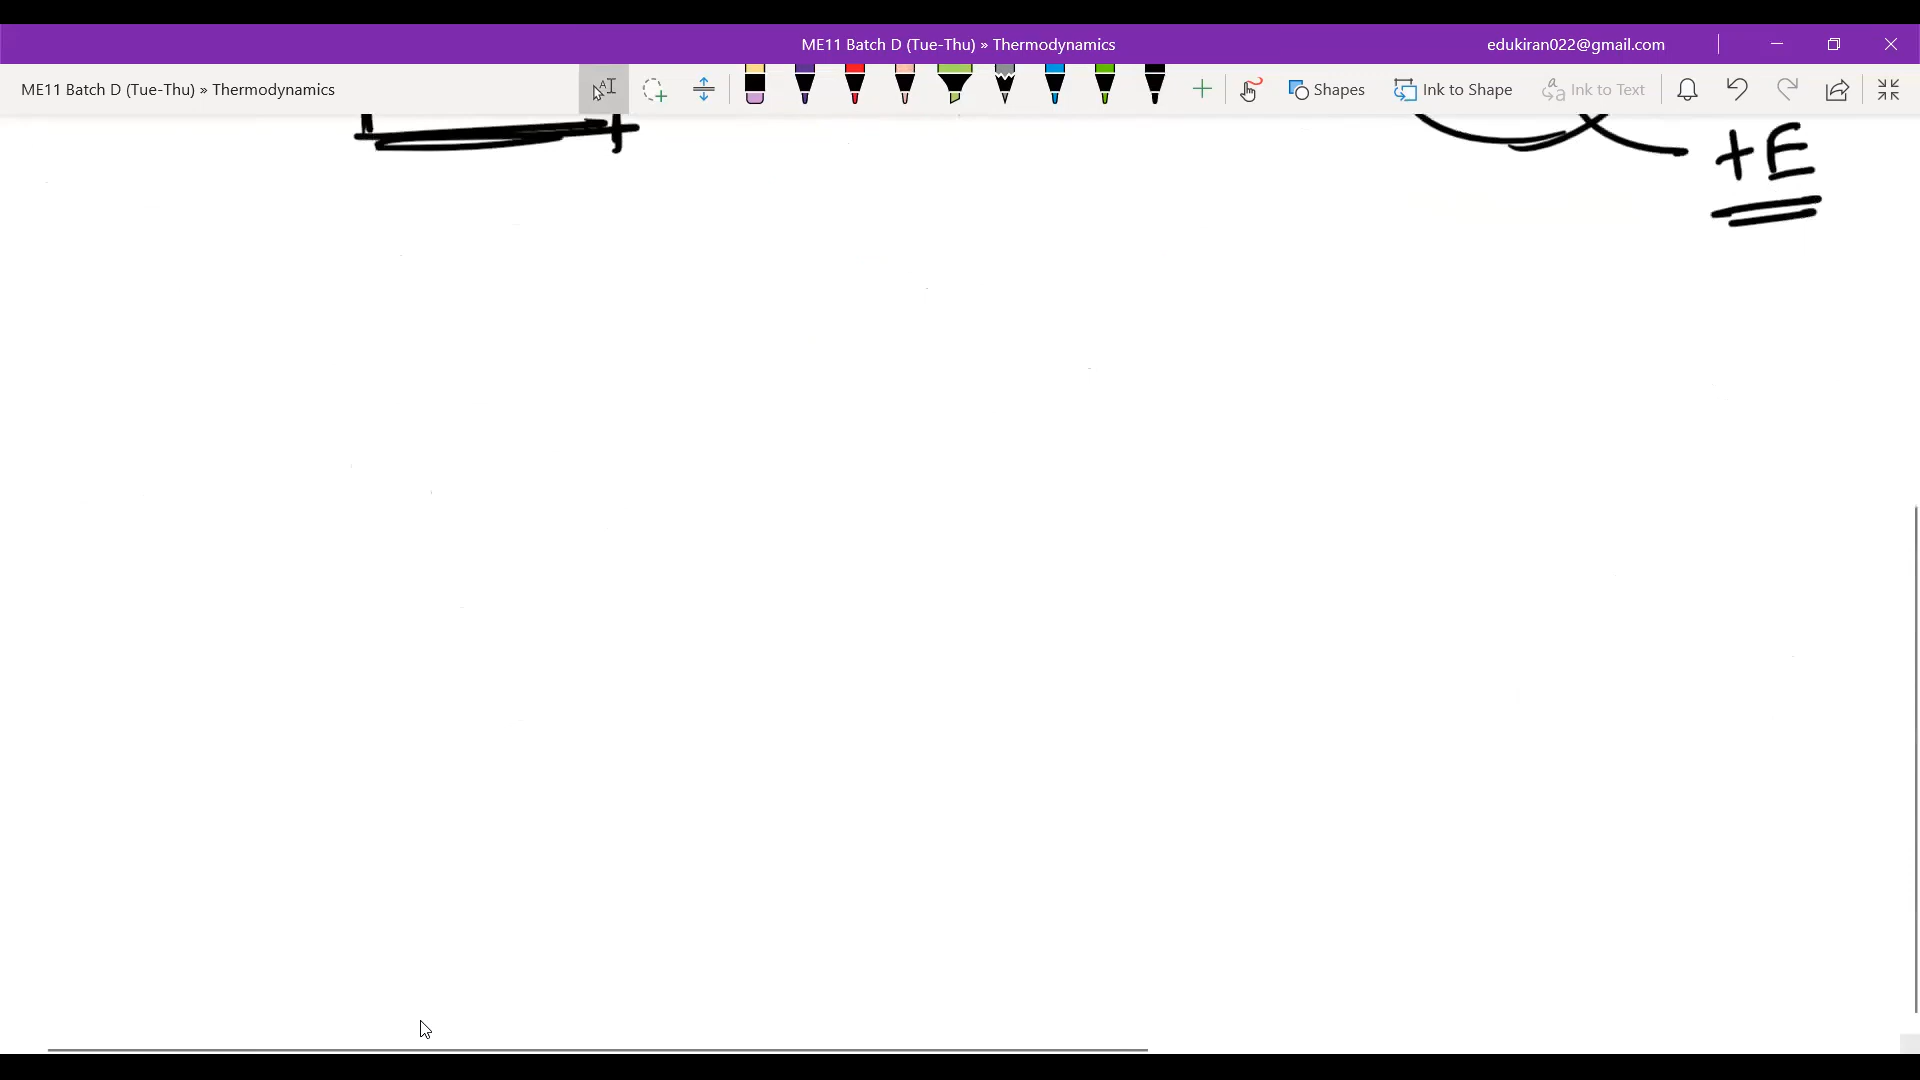 ME11 Batch D (Tue-Thu) » Thermodynamics
edukiran022@gmail.com
ME11 Batch D (Tue-Thu) » Thermodynamics
Shapes
Ink to Shape
Ink to Text
+E